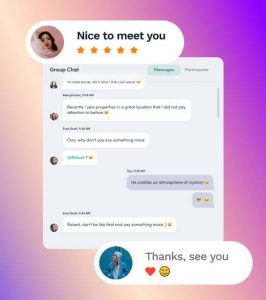 Nice to meet you
Group Chat
Messages
Participants
Mike Johnson, 11:24 AM
Recently I saw properties in a great location that I did not pay
attention to before 😊
Evan Scott, 11:25 AM
Ooo, why don't you say something more
@Robert ? 😄
You, 11:28 AM
He creates an atmosphere of mystery 😄
😎 😄
Evan Scott, 11:30 AM
Robert, don't be like that and say something more :) 😄
Thanks, see you
❤️ 😊